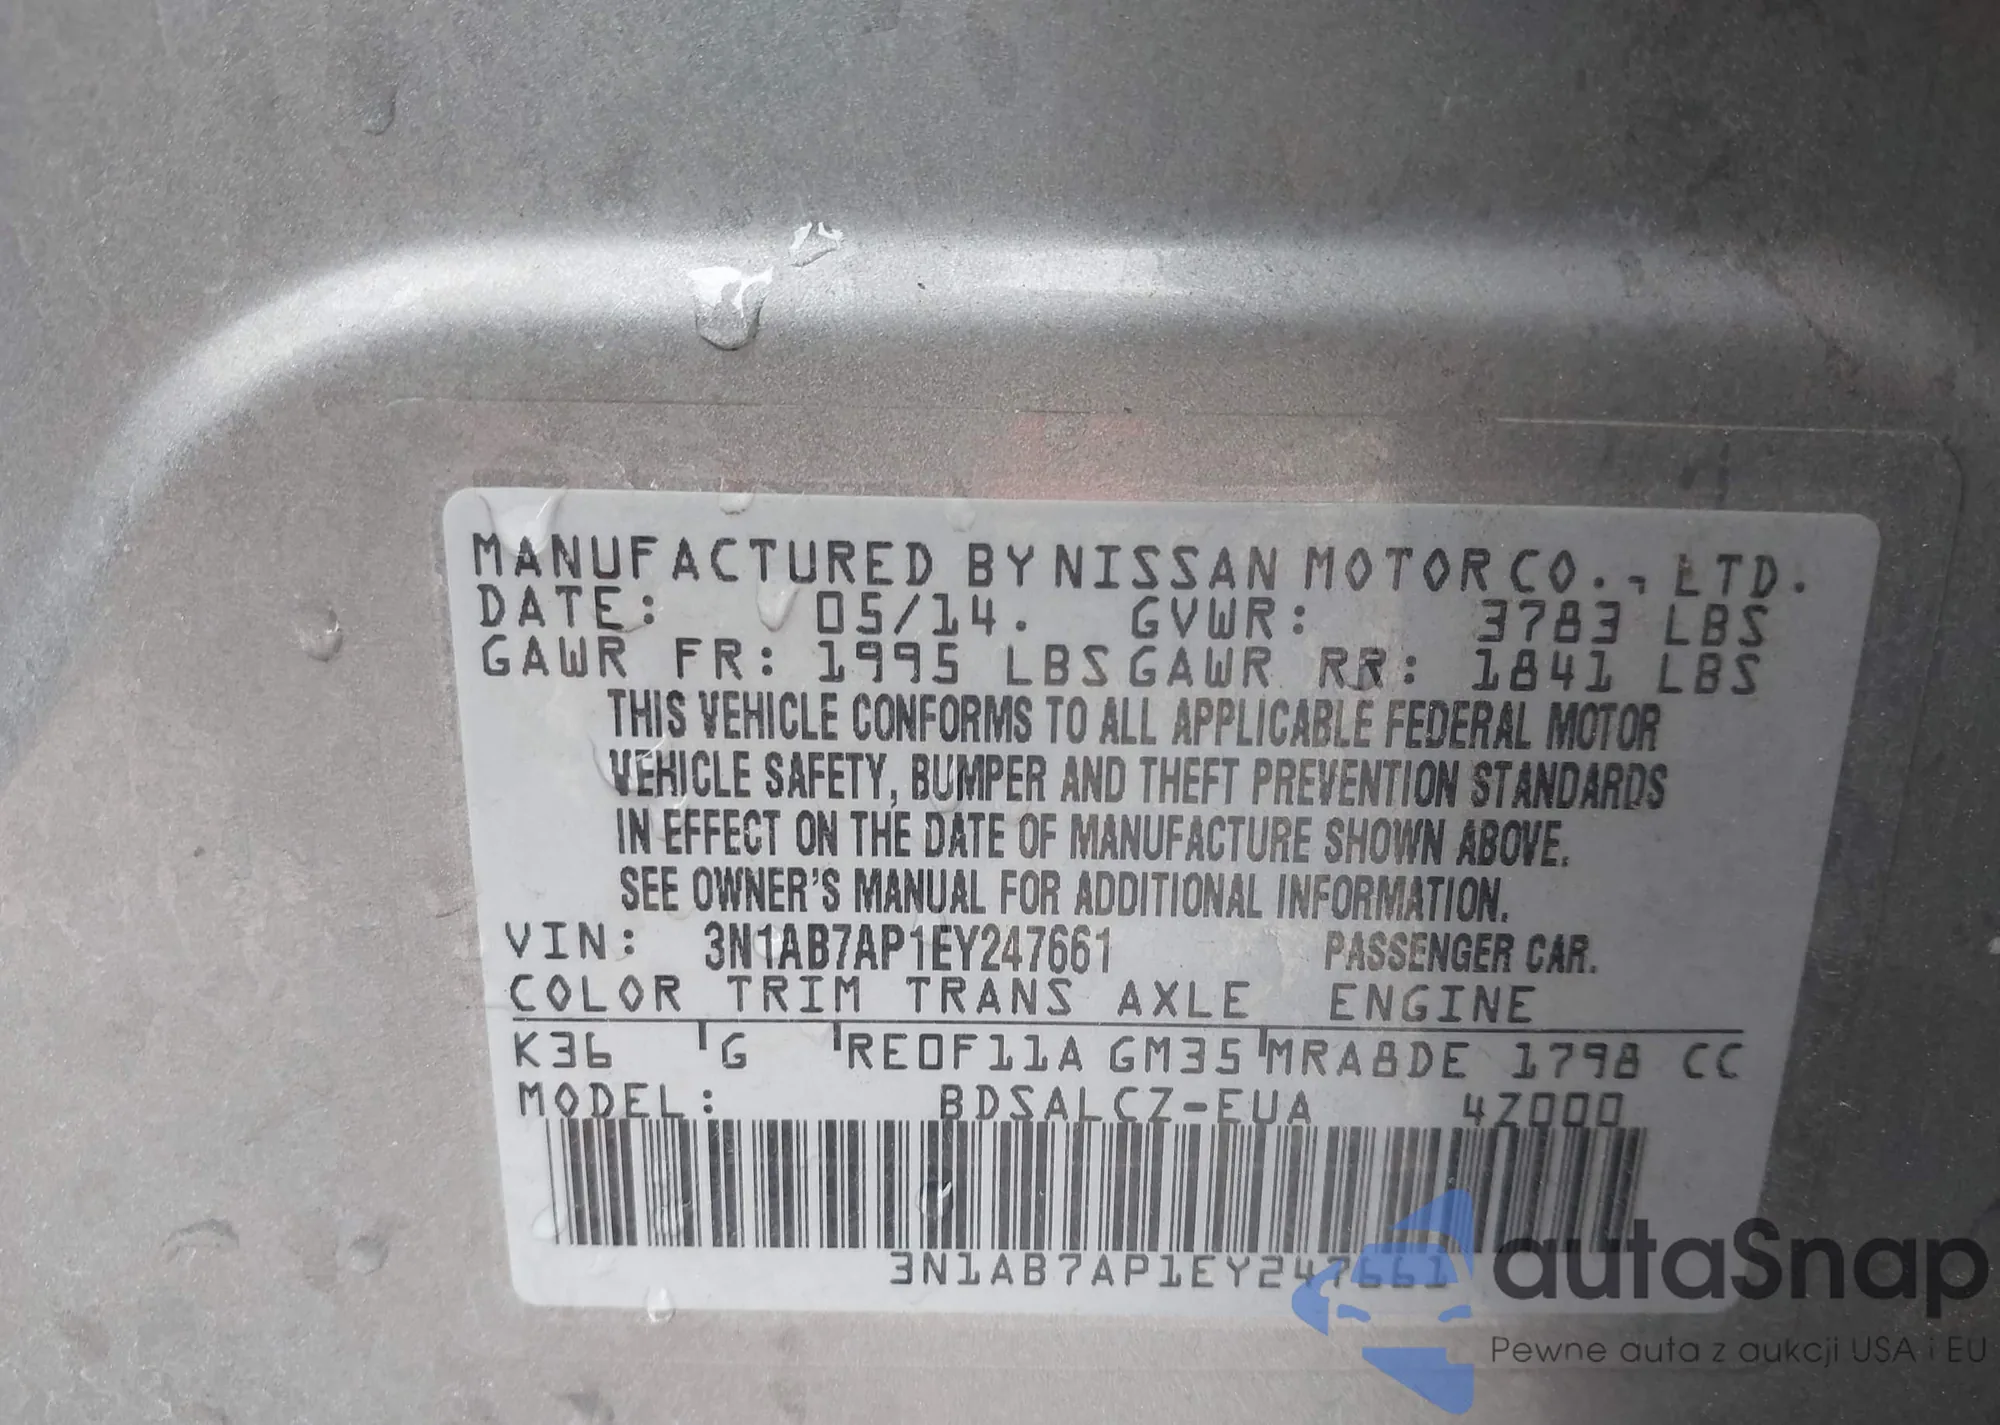 MANUFACTURED BY NISSAN MOTOR CO., LTD.
DATE: 05/14. GVWR: 3783 LBS
GAWR FR: 1995 LBS GAWR RR: 1841 LBS
THIS VEHICLE CONFORMS TO ALL APPLICABLE FEDERAL MOTOR
VEHICLE SAFETY, BUMPER AND THEFT PREVENTION STANDARDS
IN EFFECT ON THE DATE OF MANUFACTURE SHOWN ABOVE.
SEE OWNER'S MANUAL FOR ADDITIONAL INFORMATION.
VIN: 3N1AB7AP1EY247661 PASSENGER CAR.
COLOR TRIM TRANS AXLE ENGINE
K36 G RE0F11A GM35 MRA8DE 1798 CC
MODEL: BDSALCZ-EUA 4Z000
3N1AB7AP1EY247661
autaSnap
Pewne auta z aukcji USA i EU